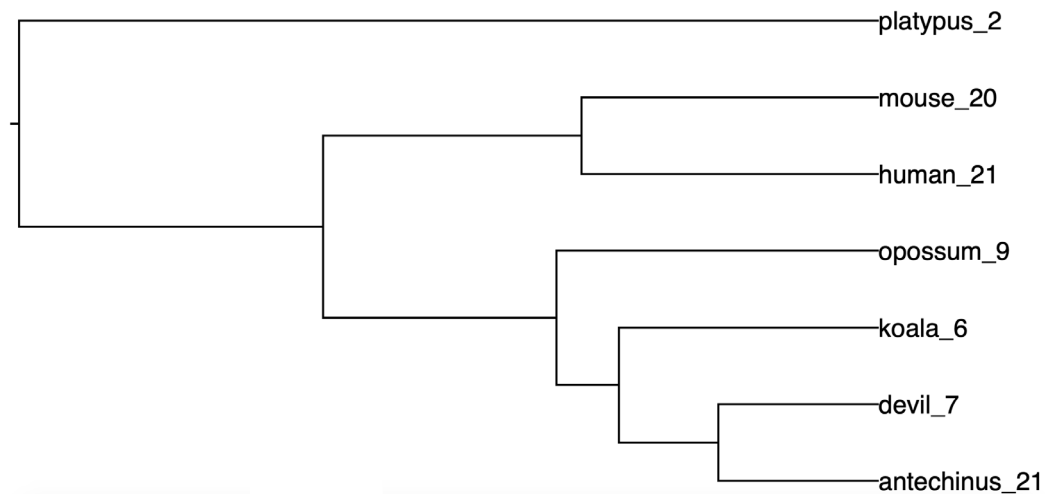 platypus_2
mouse_20
human_21
opossum_9
koala_6
devil_7
antechinus_21